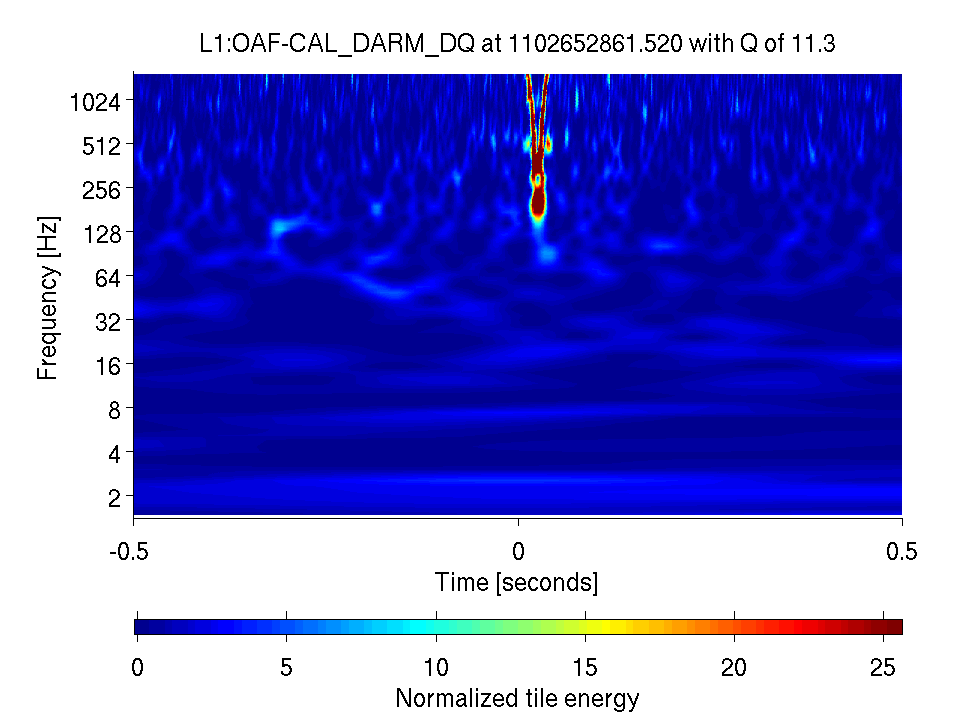 L1:OAF-CAL_DARM_DQ at 1102652861.520 with Q of 11.3
Frequency [Hz]
1024
512
256
128
64
32
16
8
4
2
-0.5 0 0.5
Time [seconds]
0 5 10 15 20 25
Normalized tile energy